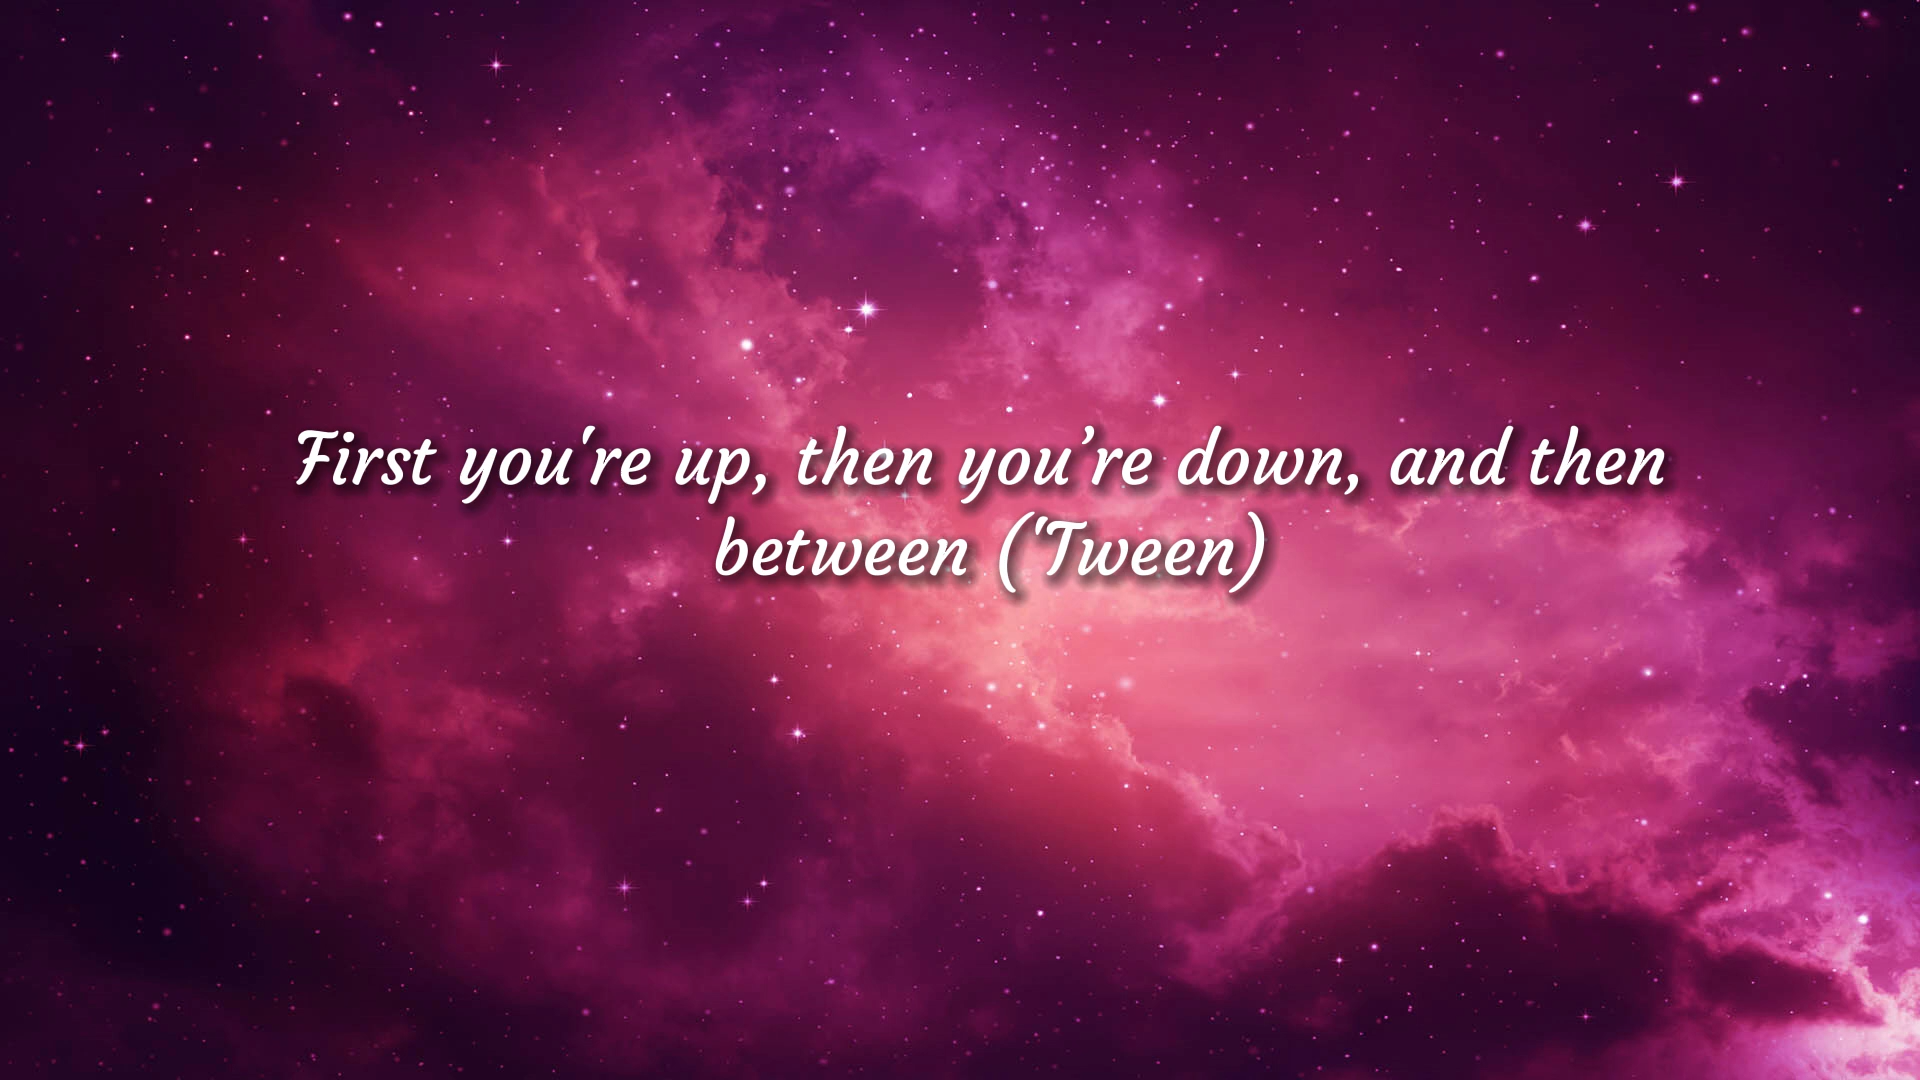 First you're up, then you’re down, and then
between ('Tween)